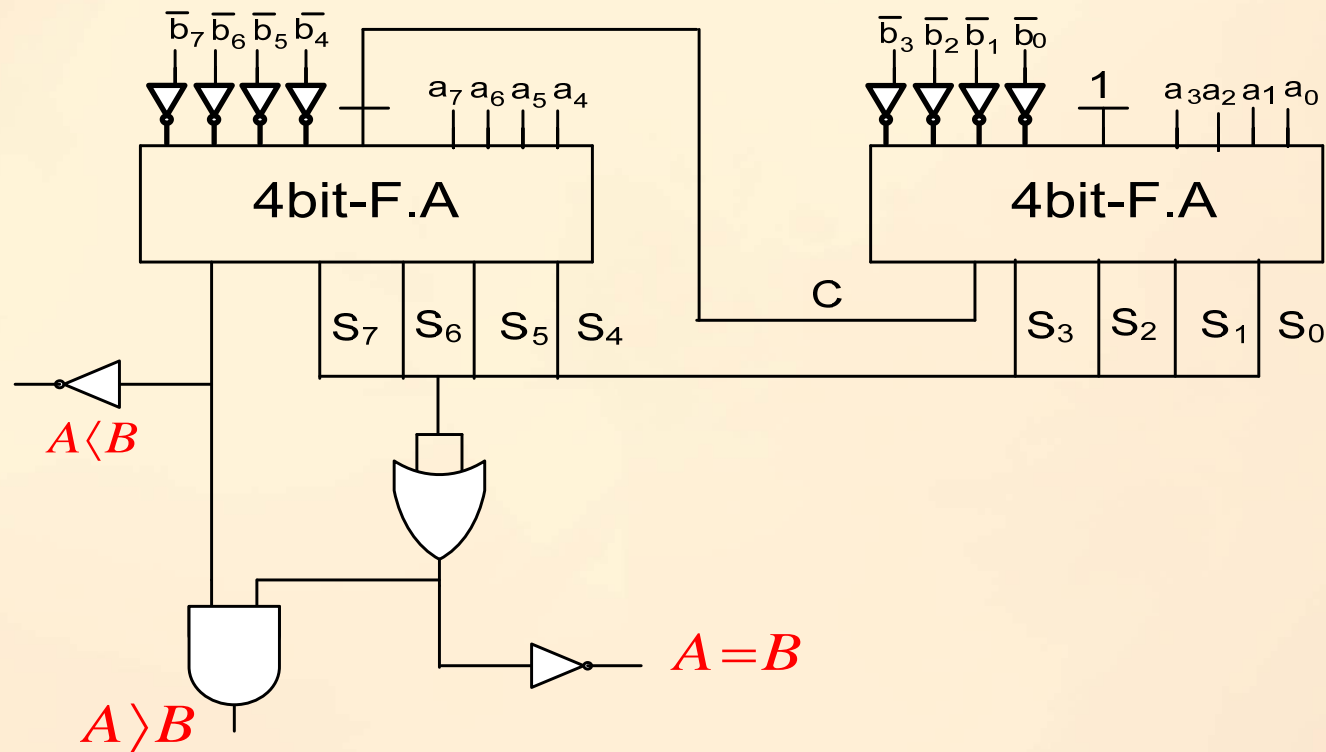 b̅₇ b̅₆ b̅₅ b̅₄
b̅₃ b̅₂ b̅₁ b̅₀
a₇ a₆ a₅ a₄
1
a₃ a₂ a₁ a₀
4bit-F.A
4bit-F.A
C
S₇ S₆ S₅ S₄
S₃ S₂ S₁ S₀
A⟨B
A=B
A⟩B